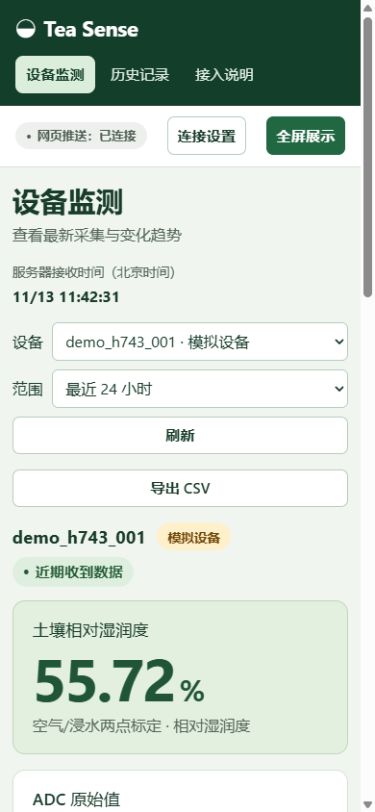 Tea Sense
设备监测 历史记录 接入说明
• 网页推送：已连接 连接设置 全屏展示
设备监测
查看最新采集与变化趋势
服务器接收时间（北京时间）
11/13 11:42:31
设备 demo_h743_001 · 模拟设备
范围 最近 24 小时
刷新
导出 CSV
demo_h743_001 模拟设备
• 近期收到数据
土壤相对湿润度
55.72%
空气/浸水两点标定 · 相对湿润度
ADC 原始值